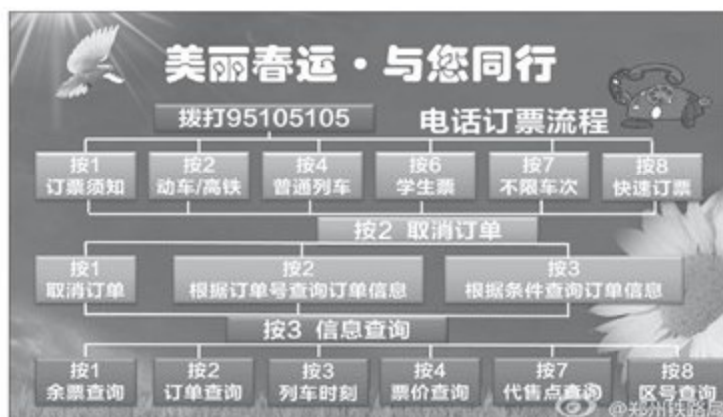 美丽春运·与您同行
拨打95105105
电话订票流程
按1
订票须知
按2
动车/高铁
按4
普通列车
按6
学生票
按7
不限车次
按8
快速订票
按2 取消订单
按1
取消订单
按2
根据订单号查询订单信息
按3
根据条件查询订单信息
按3 信息查询
按1
余票查询
按2
订单查询
按3
列车时刻
按4
票价查询
按7
代售点查询
按8
区号查询